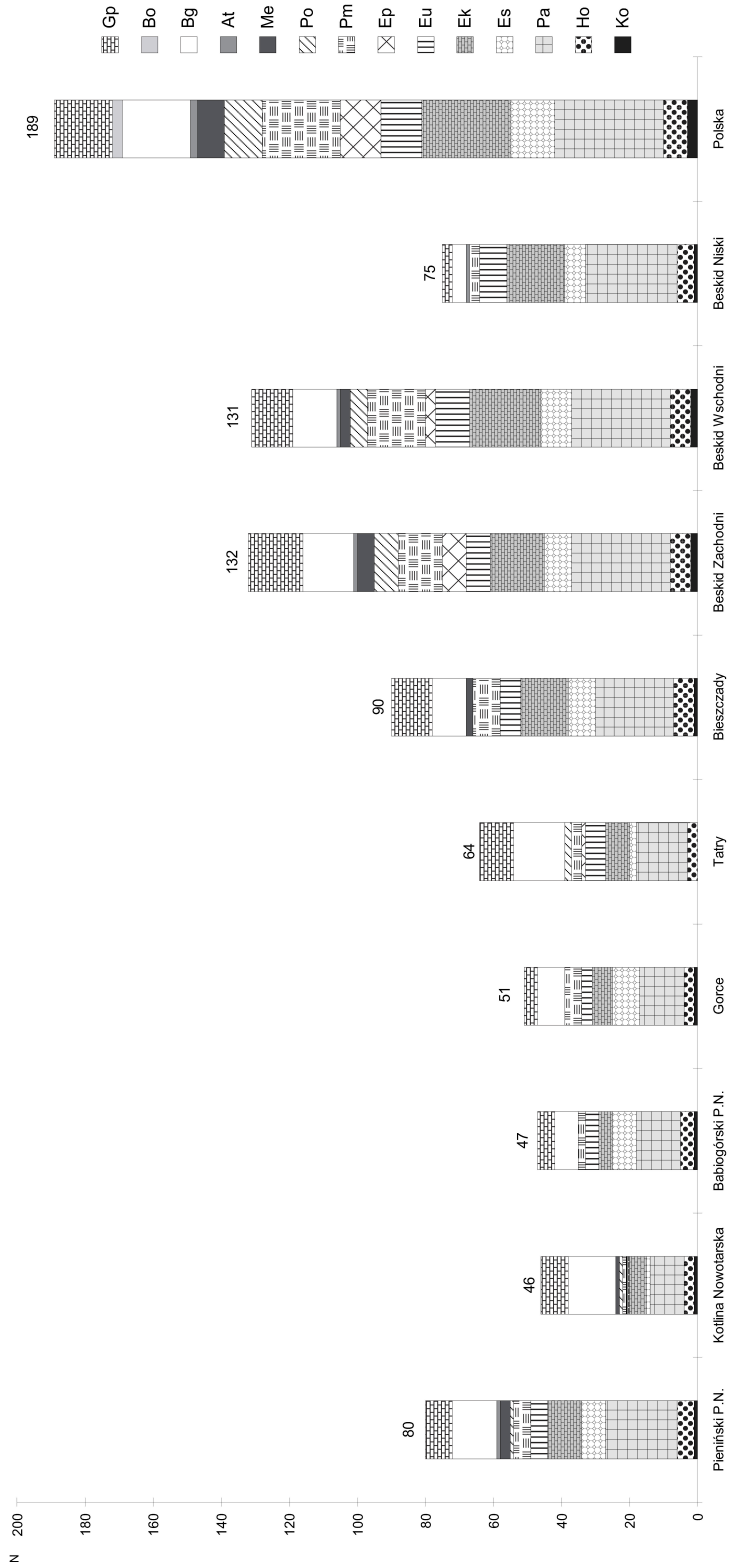 N
200
180
160
140
120
100
80
60
40
20
0
80
46
47
51
64
90
132
131
75
189
Pieniński P.N.
Kotlina Nowotarska
Babiogórski P.N.
Gorce
Tatry
Bieszczady
Beskid Zachodni
Beskid Wschodni
Beskid Niski
Polska
Gp
Bo
Bg
At
Me
Po
Pm
Ep
Eu
Ek
Es
Pa
Ho
Ko